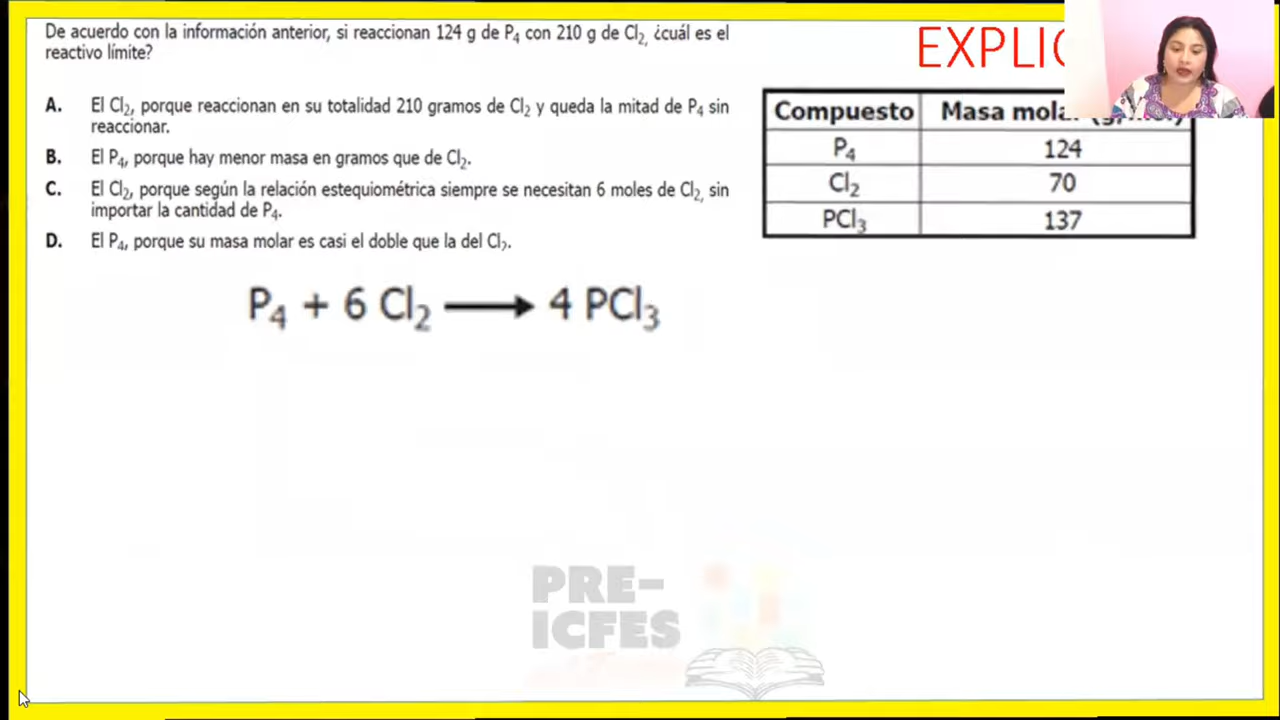 De acuerdo con la información anterior, si reaccionan 124 g de P₄ con 210 g de Cl₂, ¿cuál es el
reactivo límite?
A. El Cl₂, porque reaccionan en su totalidad 210 gramos de Cl₂ y queda la mitad de P₄ sin
reaccionar.
B. El P₄, porque hay menor masa en gramos que de Cl₂.
C. El Cl₂, porque según la relación estequiométrica siempre se necesitan 6 moles de Cl₂, sin
importar la cantidad de P₄.
D. El P₄, porque su masa molar es casi el doble que la del Cl₂.
P₄ + 6 Cl₂ ⟶ 4 PCl₃
Compuesto Masa
P₄ 124
Cl₂ 70
PCl₃ 137
PRE-
ICFES